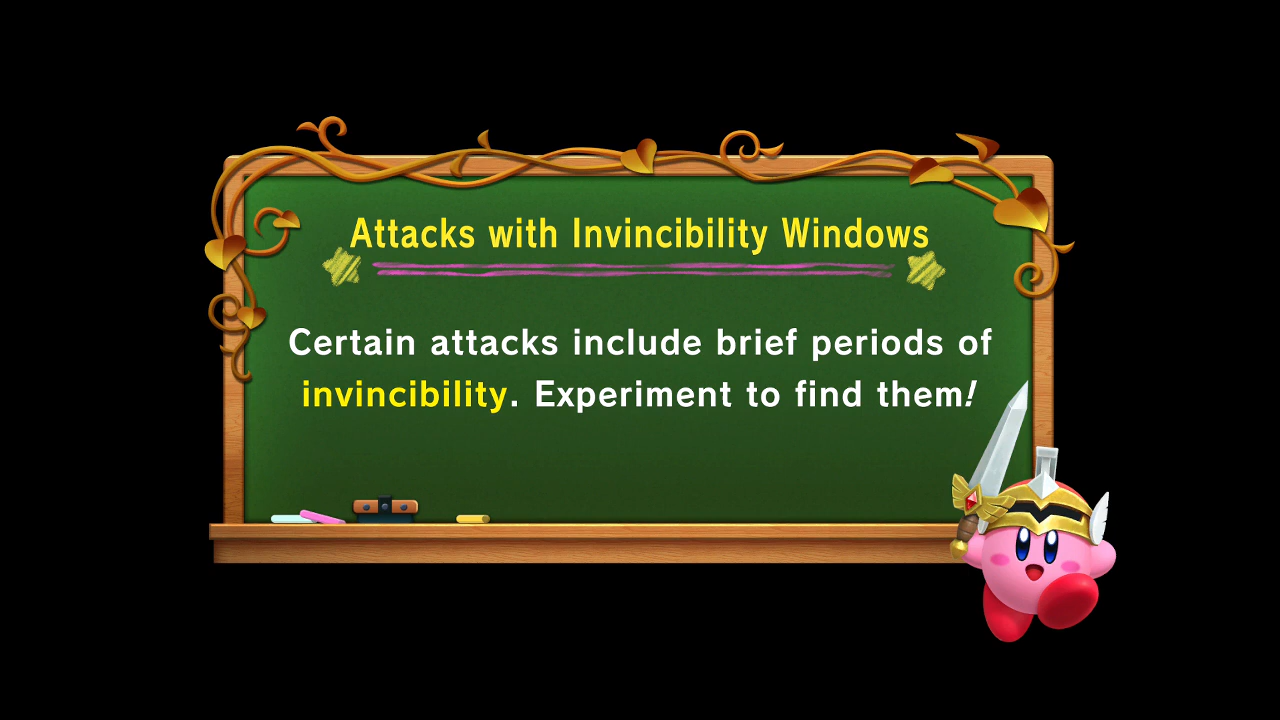 Attacks with Invincibility Windows
Certain attacks include brief periods of
invincibility. Experiment to find them!